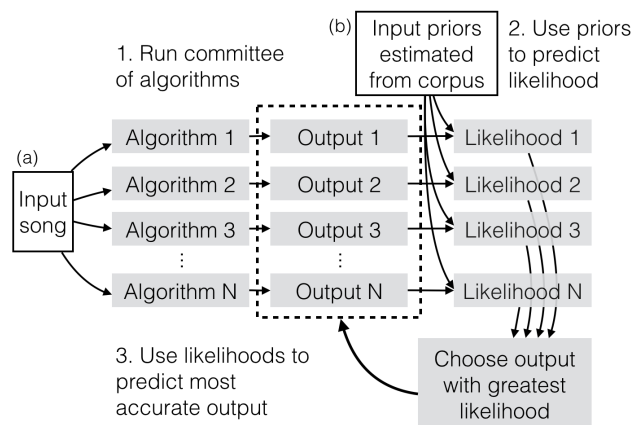 1. Run committee
of algorithms
(b)
Input priors
estimated
from corpus
2. Use priors
to predict
likelihood
(a)
Input
song
Algorithm 1
Output 1
Likelihood 1
Algorithm 2
Output 2
Likelihood 2
Algorithm 3
Output 3
Likelihood 3
⋮
⋮
Algorithm N
Output N
Likelihood N
3. Use likelihoods to
predict most
accurate output
Choose output
with greatest
likelihood